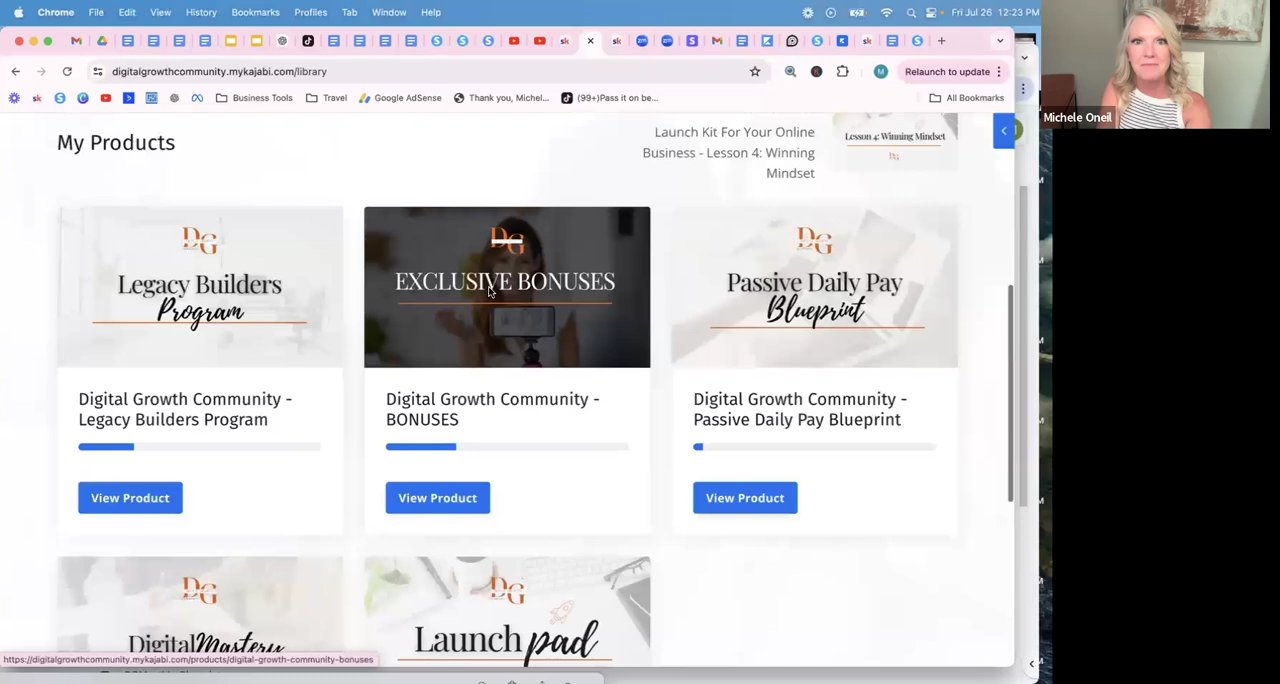 Chrome File Edit View History Bookmarks Profiles Tab Window Help
Fri Jul 26 12:23 PM
digitalgrowthcommunity.mykajabi.com/library
Relaunch to update
Business Tools Travel Google AdSense Thank you, Michel... (99+)Pass it on be... All Bookmarks
Michele Oneil
My Products
Launch Kit For Your Online
Business - Lesson 4: Winning
Mindset
Lesson 4: Winning Mindset
DG
Legacy Builders
Program
DG
EXCLUSIVE BONUSES
DG
Passive Daily Pay
Blueprint
Digital Growth Community -
Legacy Builders Program
Digital Growth Community -
BONUSES
Digital Growth Community -
Passive Daily Pay Blueprint
View Product
View Product
View Product
DG
Digital Mastery
DG
Launch pad
https://digitalgrowthcommunity.mykajabi.com/products/digital-growth-community-bonuses